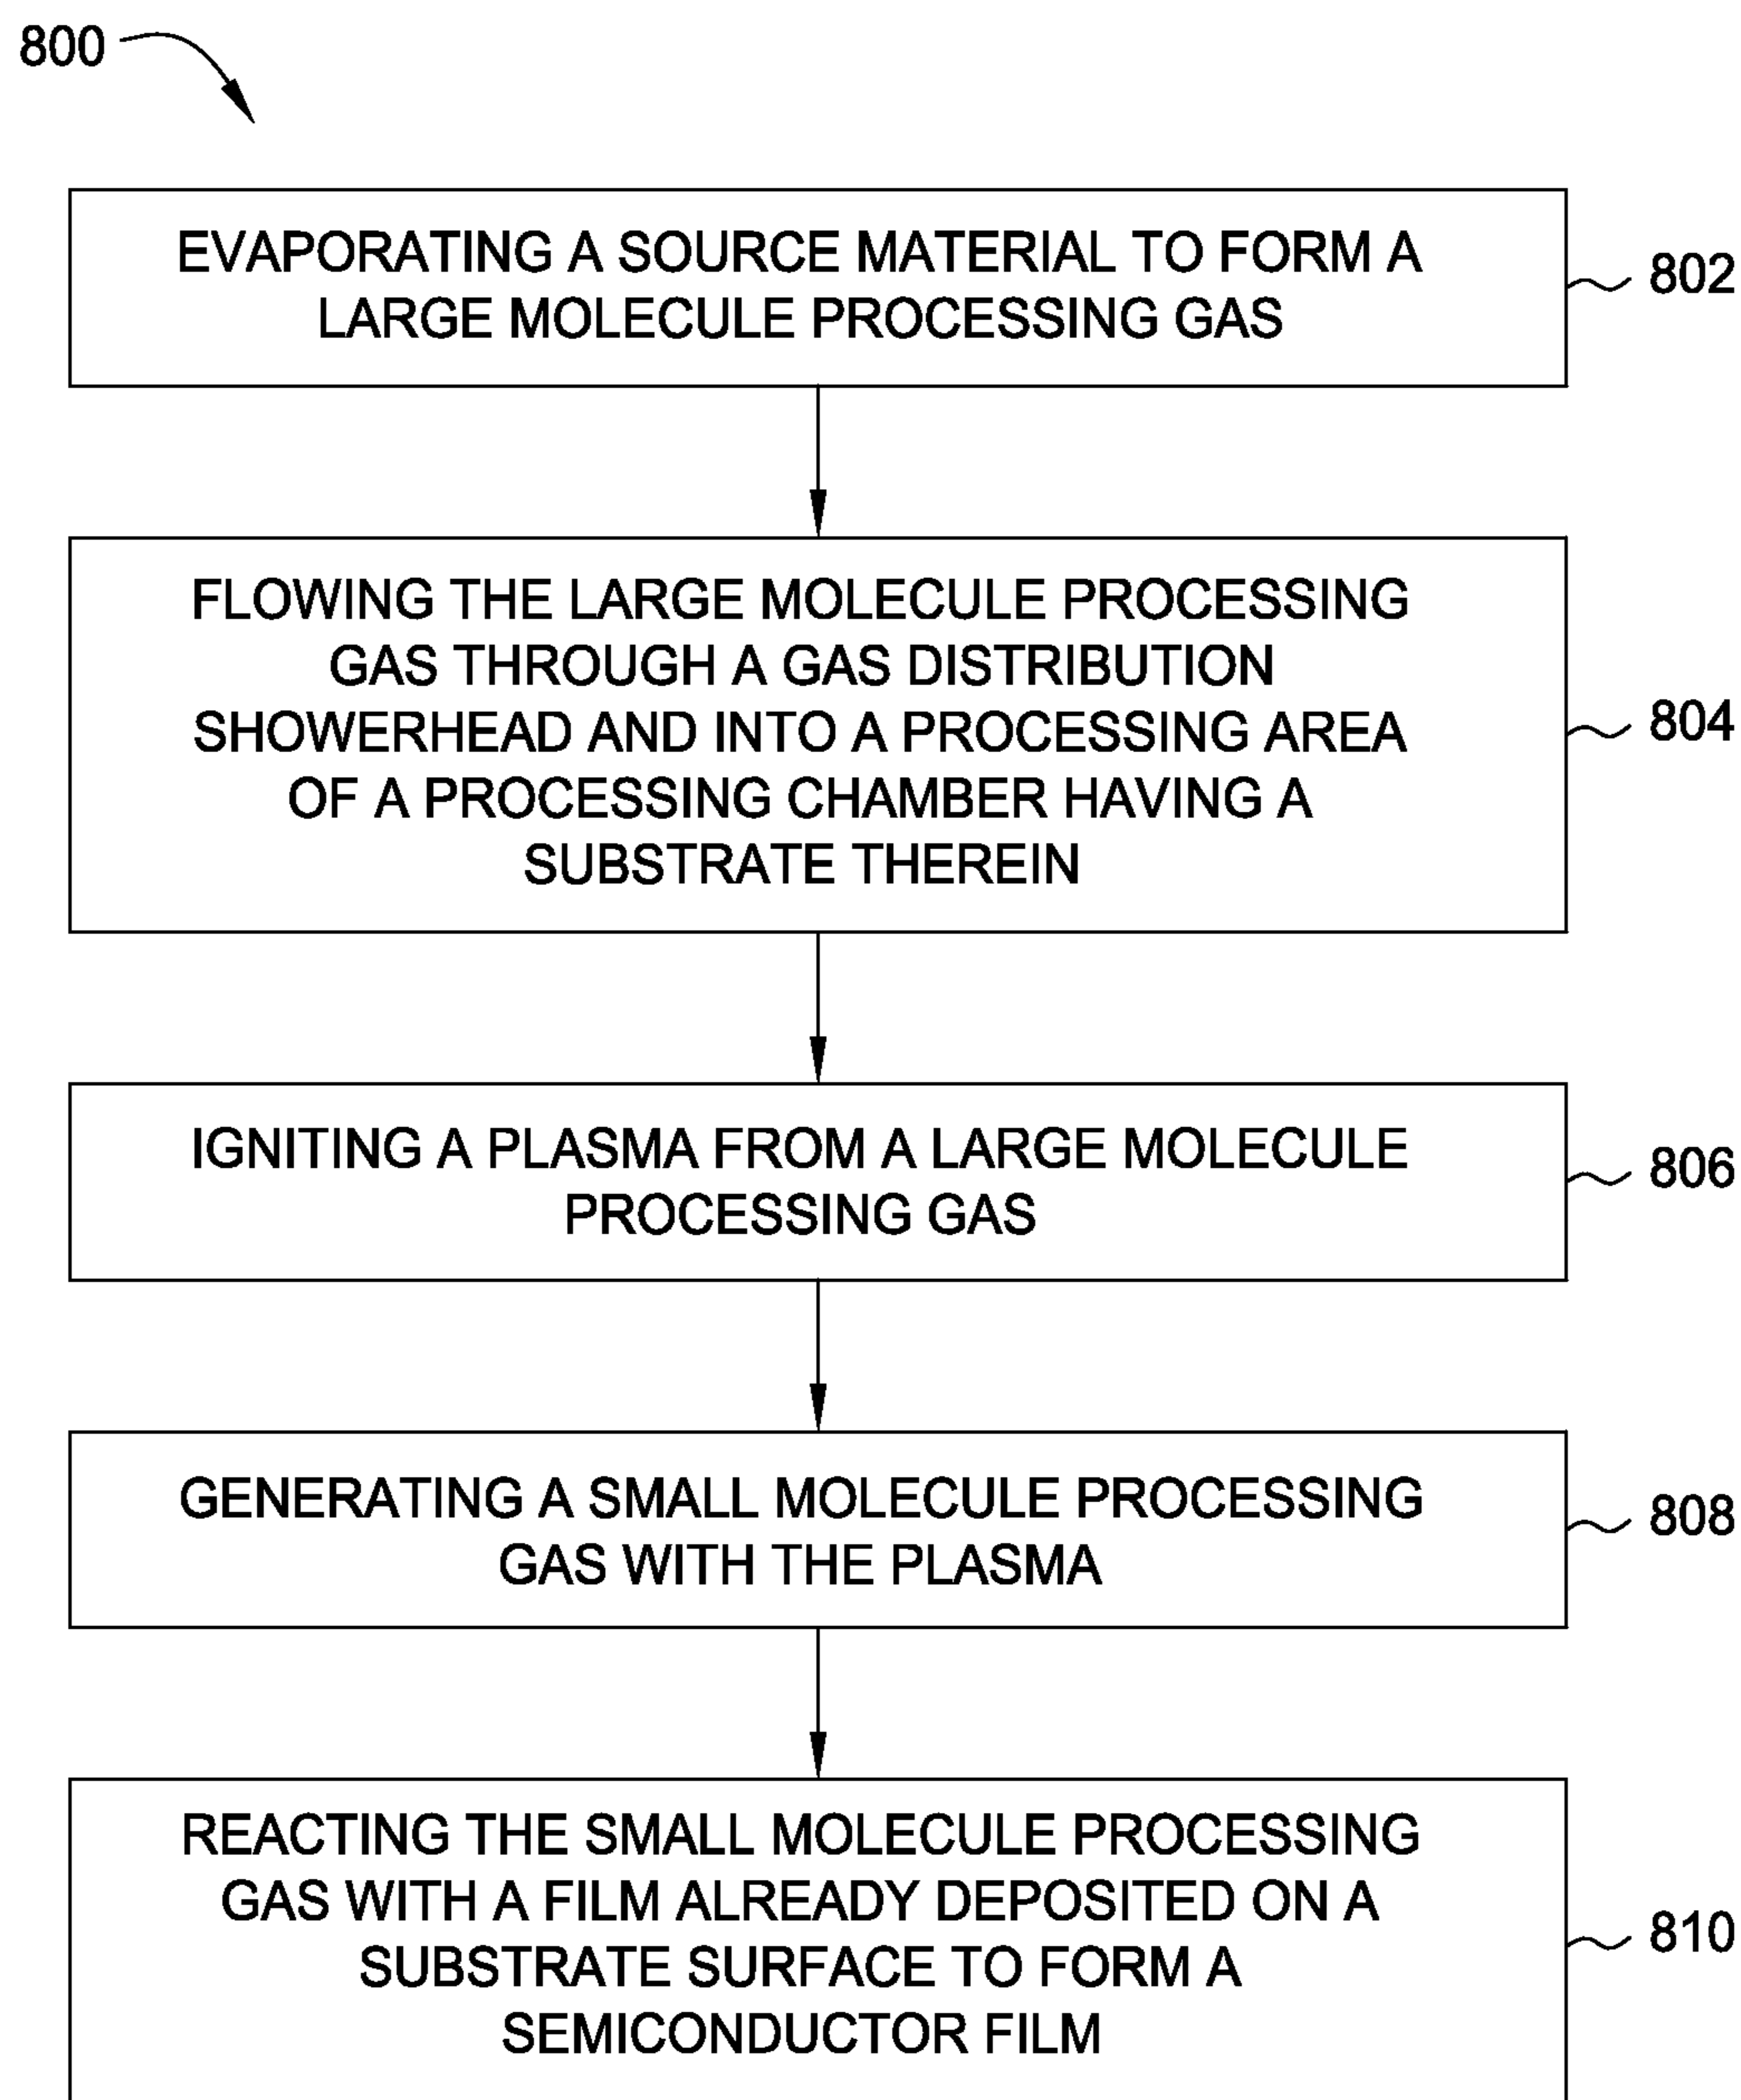 800
EVAPORATING A SOURCE MATERIAL TO FORM A
LARGE MOLECULE PROCESSING GAS
802
FLOWING THE LARGE MOLECULE PROCESSING
GAS THROUGH A GAS DISTRIBUTION
SHOWERHEAD AND INTO A PROCESSING AREA
OF A PROCESSING CHAMBER HAVING A
SUBSTRATE THEREIN
804
IGNITING A PLASMA FROM A LARGE MOLECULE
PROCESSING GAS
806
GENERATING A SMALL MOLECULE PROCESSING
GAS WITH THE PLASMA
808
REACTING THE SMALL MOLECULE PROCESSING
GAS WITH A FILM ALREADY DEPOSITED ON A
SUBSTRATE SURFACE TO FORM A
SEMICONDUCTOR FILM
810